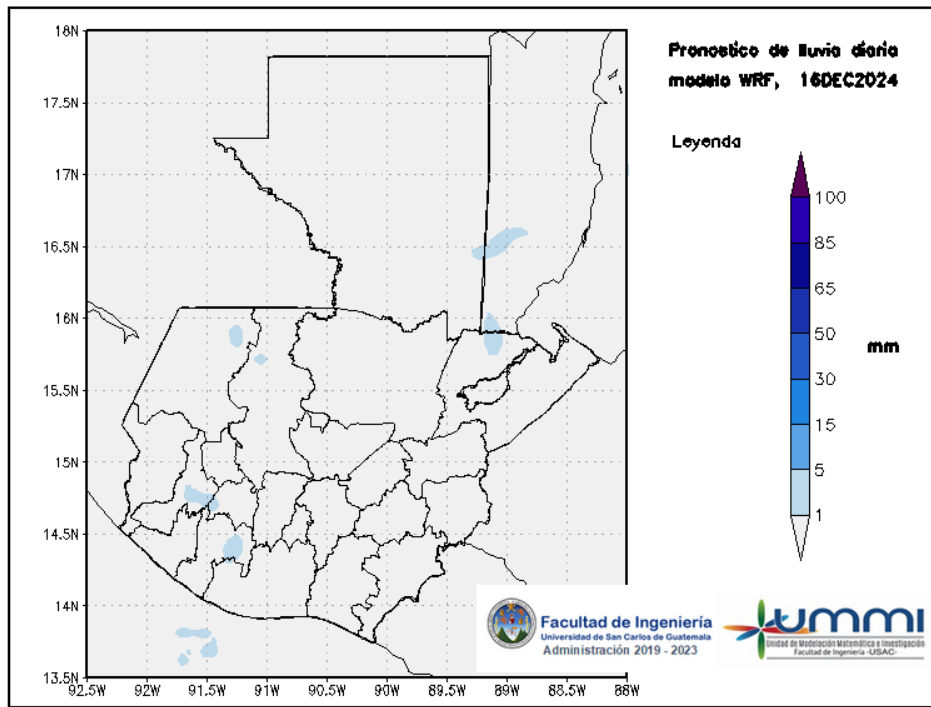 Pronostico de lluvia diaria
modelo WRF, 16DEC2024
Leyenda
100
85
65
50
30
15
5
1
mm
18N
17.5N
17N
16.5N
16N
15.5N
15N
14.5N
14N
13.5N
92.5W
92W
91.5W
91W
90.5W
90W
89.5W
89W
88.5W
88W
Facultad de Ingeniería
Universidad de San Carlos de Guatemala
Administración 2019 - 2023
ummi
Unidad de Modelación Matemática e Investigación
Facultad de Ingeniería -USAC-